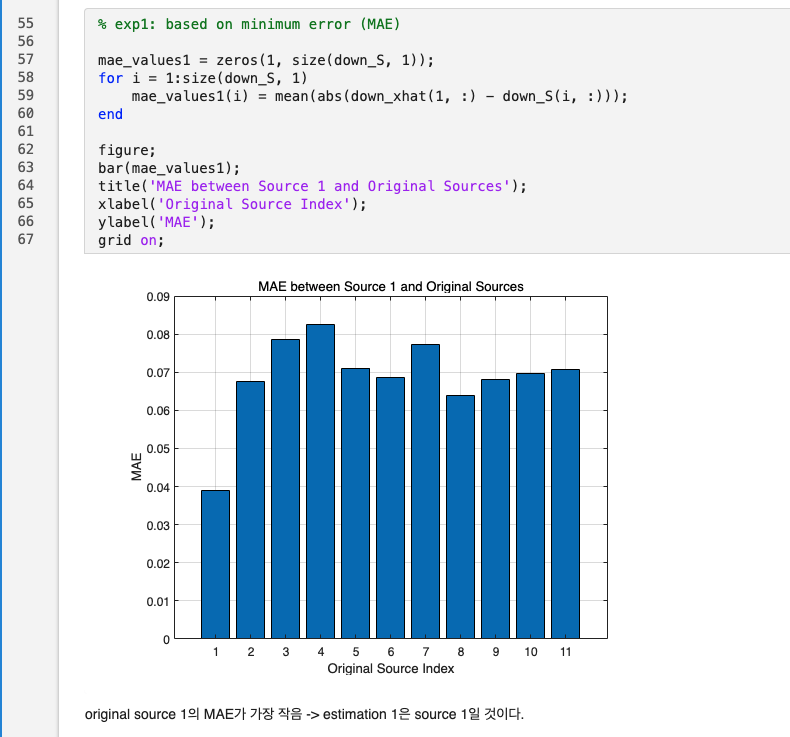 55 % exp1: based on minimum error (MAE)
56
57 mae_values1 = zeros(1, size(down_S, 1));
58 for i = 1:size(down_S, 1)
59     mae_values1(i) = mean(abs(down_xhat(1, :) - down_S(i, :)));
60 end
61
62 figure;
63 bar(mae_values1);
64 title('MAE between Source 1 and Original Sources');
65 xlabel('Original Source Index');
66 ylabel('MAE');
67 grid on;
MAE between Source 1 and Original Sources
0.09
0.08
0.07
0.06
0.05
0.04
0.03
0.02
0.01
0
MAE
1 2 3 4 5 6 7 8 9 10 11
Original Source Index
original source 1의 MAE가 가장 작음 -> estimation 1은 source 1일 것이다.